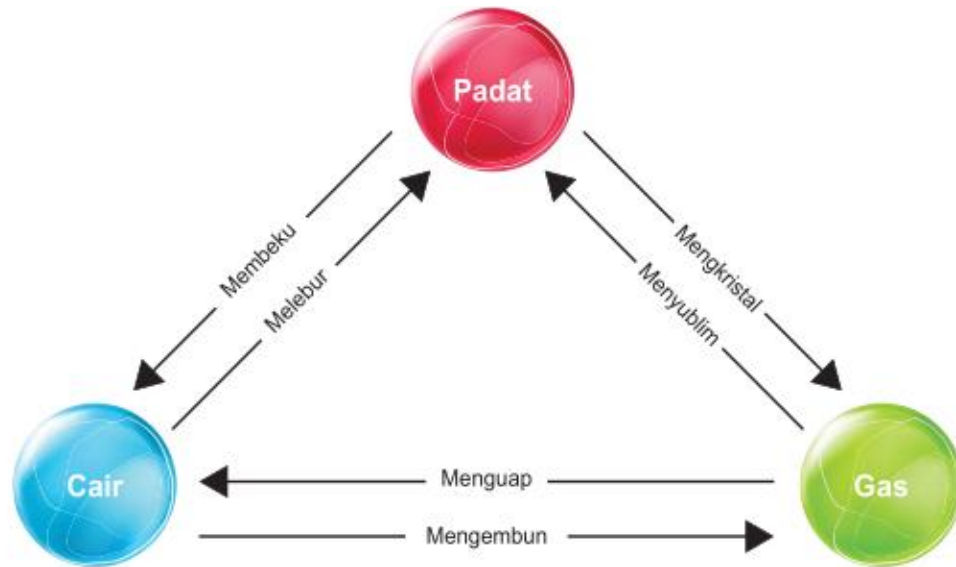 Padat
Membeku
Melebur
Mengkristal
Menyublim
Cair
Menguap
Mengembun
Gas